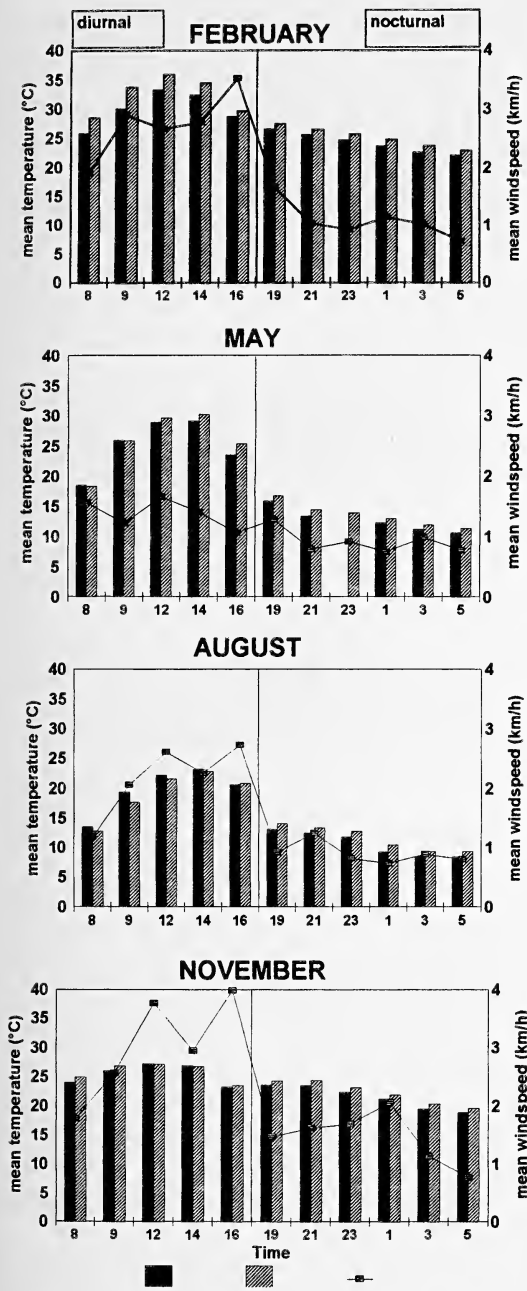 diurnal
nocturnal
FEBRUARY
mean temperature (°C)
40
35
30
25
20
15
10
5
0
4
3
2
1
0
mean windspeed (km/h)
8 9 12 14 16 19 21 23 1 3 5
MAY
mean temperature (°C)
40
35
30
25
20
15
10
5
0
4
3
2
1
0
mean windspeed (km/h)
8 9 12 14 16 19 21 23 1 3 5
AUGUST
mean temperature (°C)
40
35
30
25
20
15
10
5
0
4
3
2
1
0
mean windspeed (km/h)
8 9 12 14 16 19 21 23 1 3 5
NOVEMBER
mean temperature (°C)
40
35
30
25
20
15
10
5
0
4
3
2
1
0
mean windspeed (km/h)
8 9 12 14 16 19 21 23 1 3 5
Time